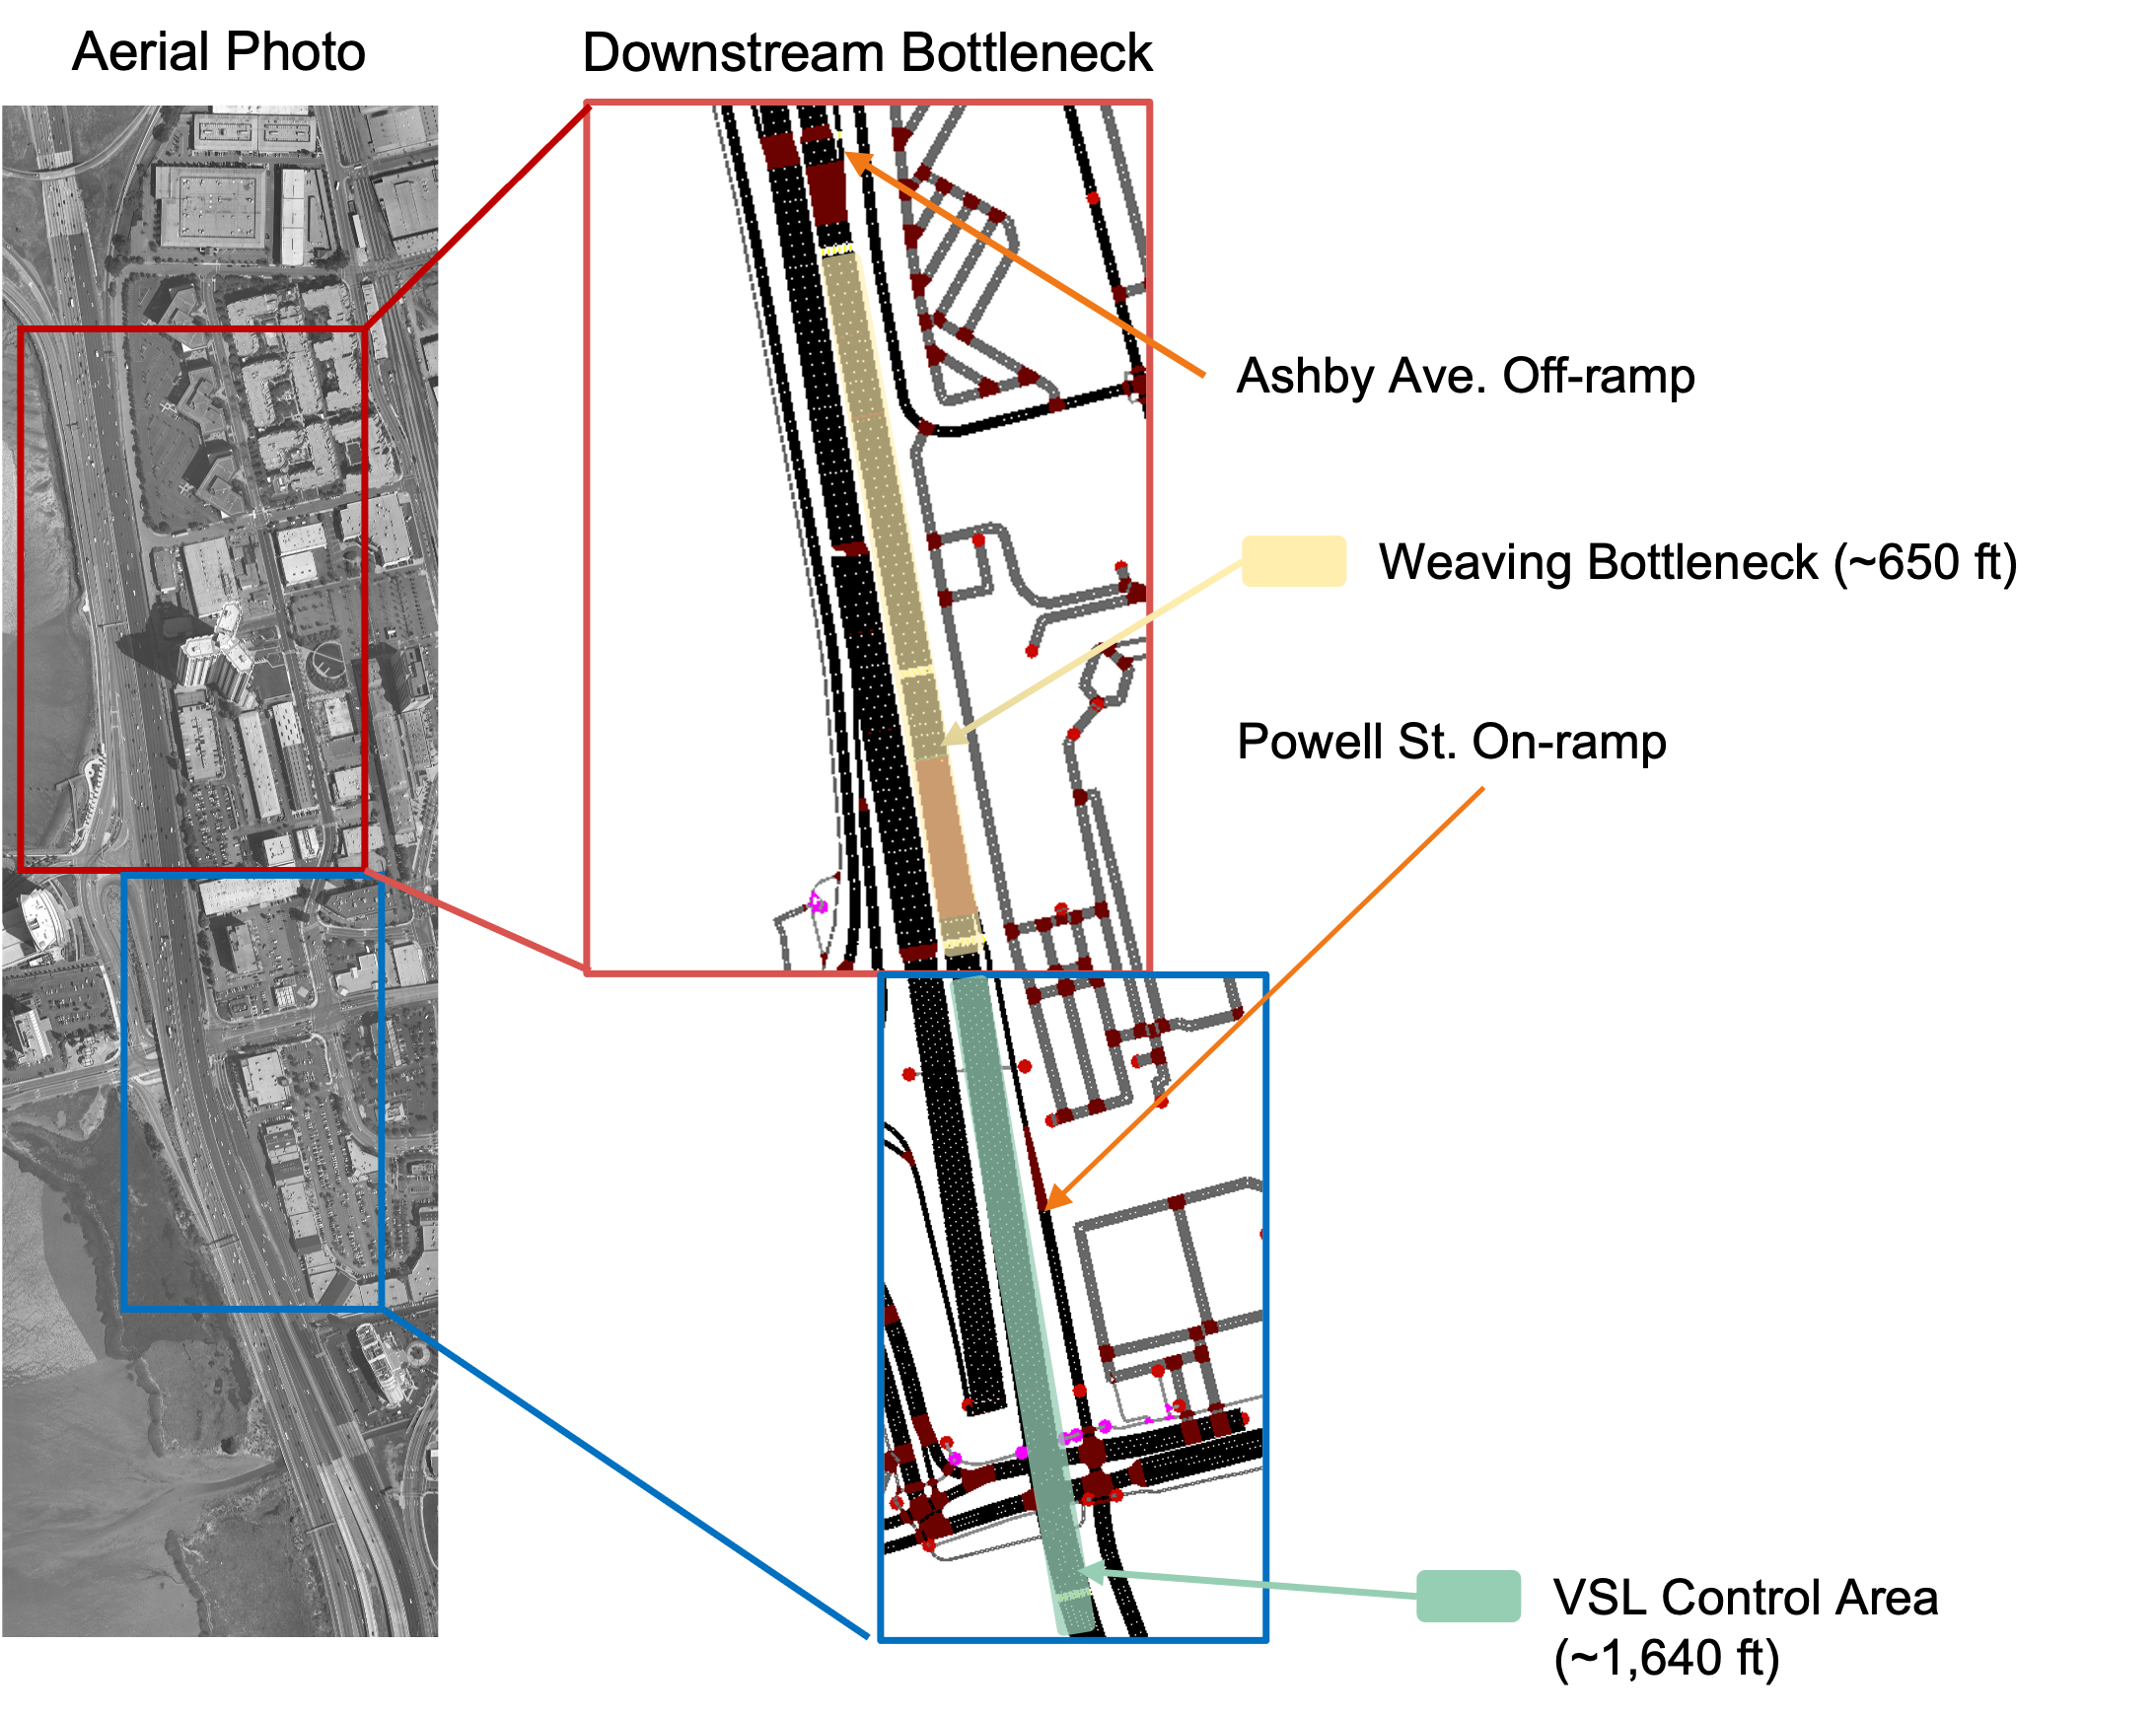 Aerial Photo
Downstream Bottleneck
Ashby Ave. Off-ramp
Weaving Bottleneck (~650 ft)
Powell St. On-ramp
VSL Control Area
(~1,640 ft)